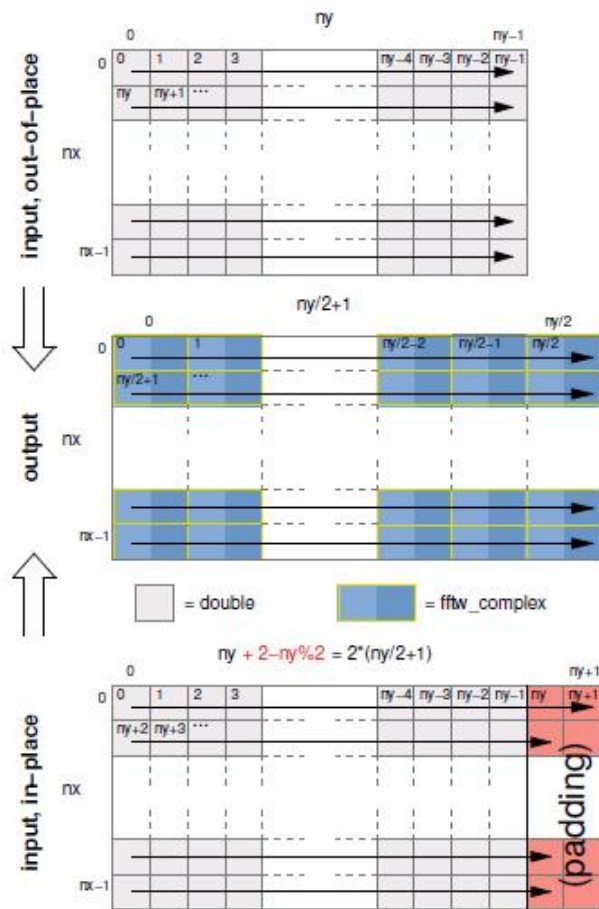 ny
0 ny−1
0 0 1 2 3 ny−4 ny−3 ny−2 ny−1
ny ny+1 ...
nx
nx−1
input, out−of−place
ny/2+1
0 ny/2
0 0 1 ny/2−2 ny/2−1 ny/2
ny/2+1 ...
nx
nx−1
output
= double = fftw_complex
ny + 2−ny%2 = 2*(ny/2+1)
0 ny+1
0 0 1 2 3 ny−4 ny−3 ny−2 ny−1 ny ny+1
ny+2 ny+3 ...
nx
nx−1
input, in−place
(padding)